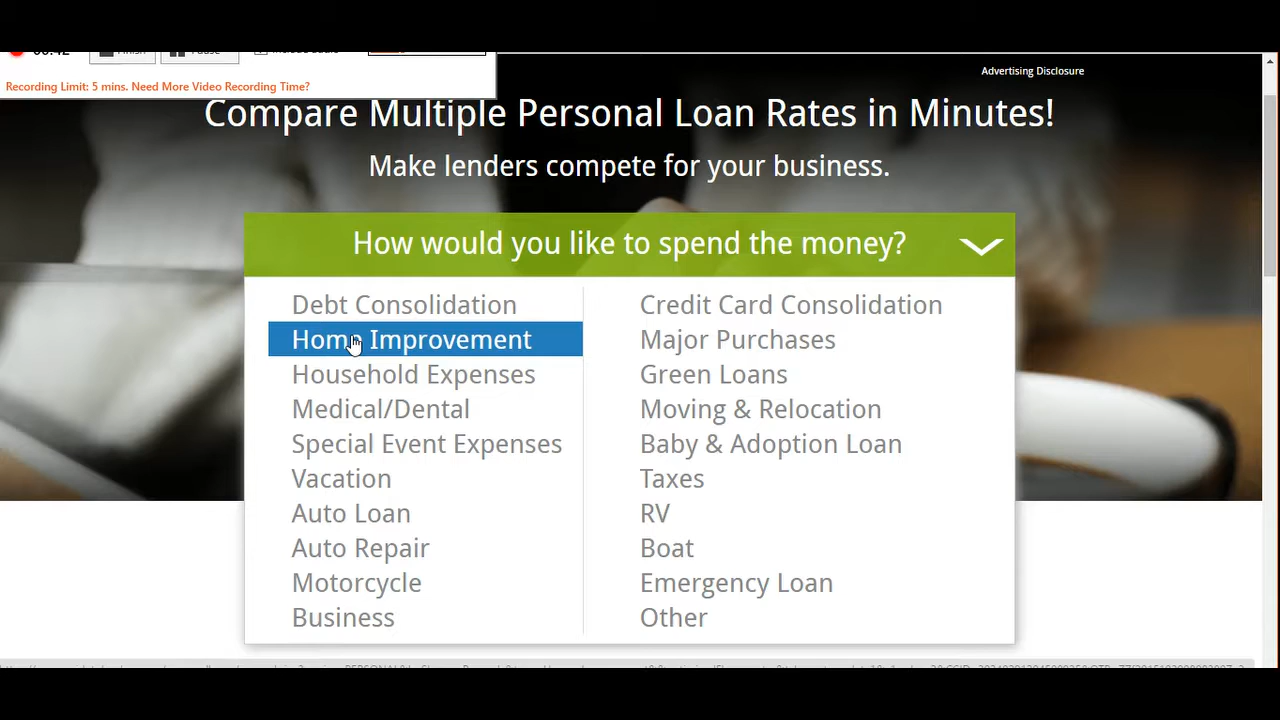 00:42
Recording Limit: 5 mins. Need More Video Recording Time?
Advertising Disclosure
Compare Multiple Personal Loan Rates in Minutes!
Make lenders compete for your business.
How would you like to spend the money?
Debt Consolidation
Home Improvement
Household Expenses
Medical/Dental
Special Event Expenses
Vacation
Auto Loan
Auto Repair
Motorcycle
Business
Credit Card Consolidation
Major Purchases
Green Loans
Moving & Relocation
Baby & Adoption Loan
Taxes
RV
Boat
Emergency Loan
Other